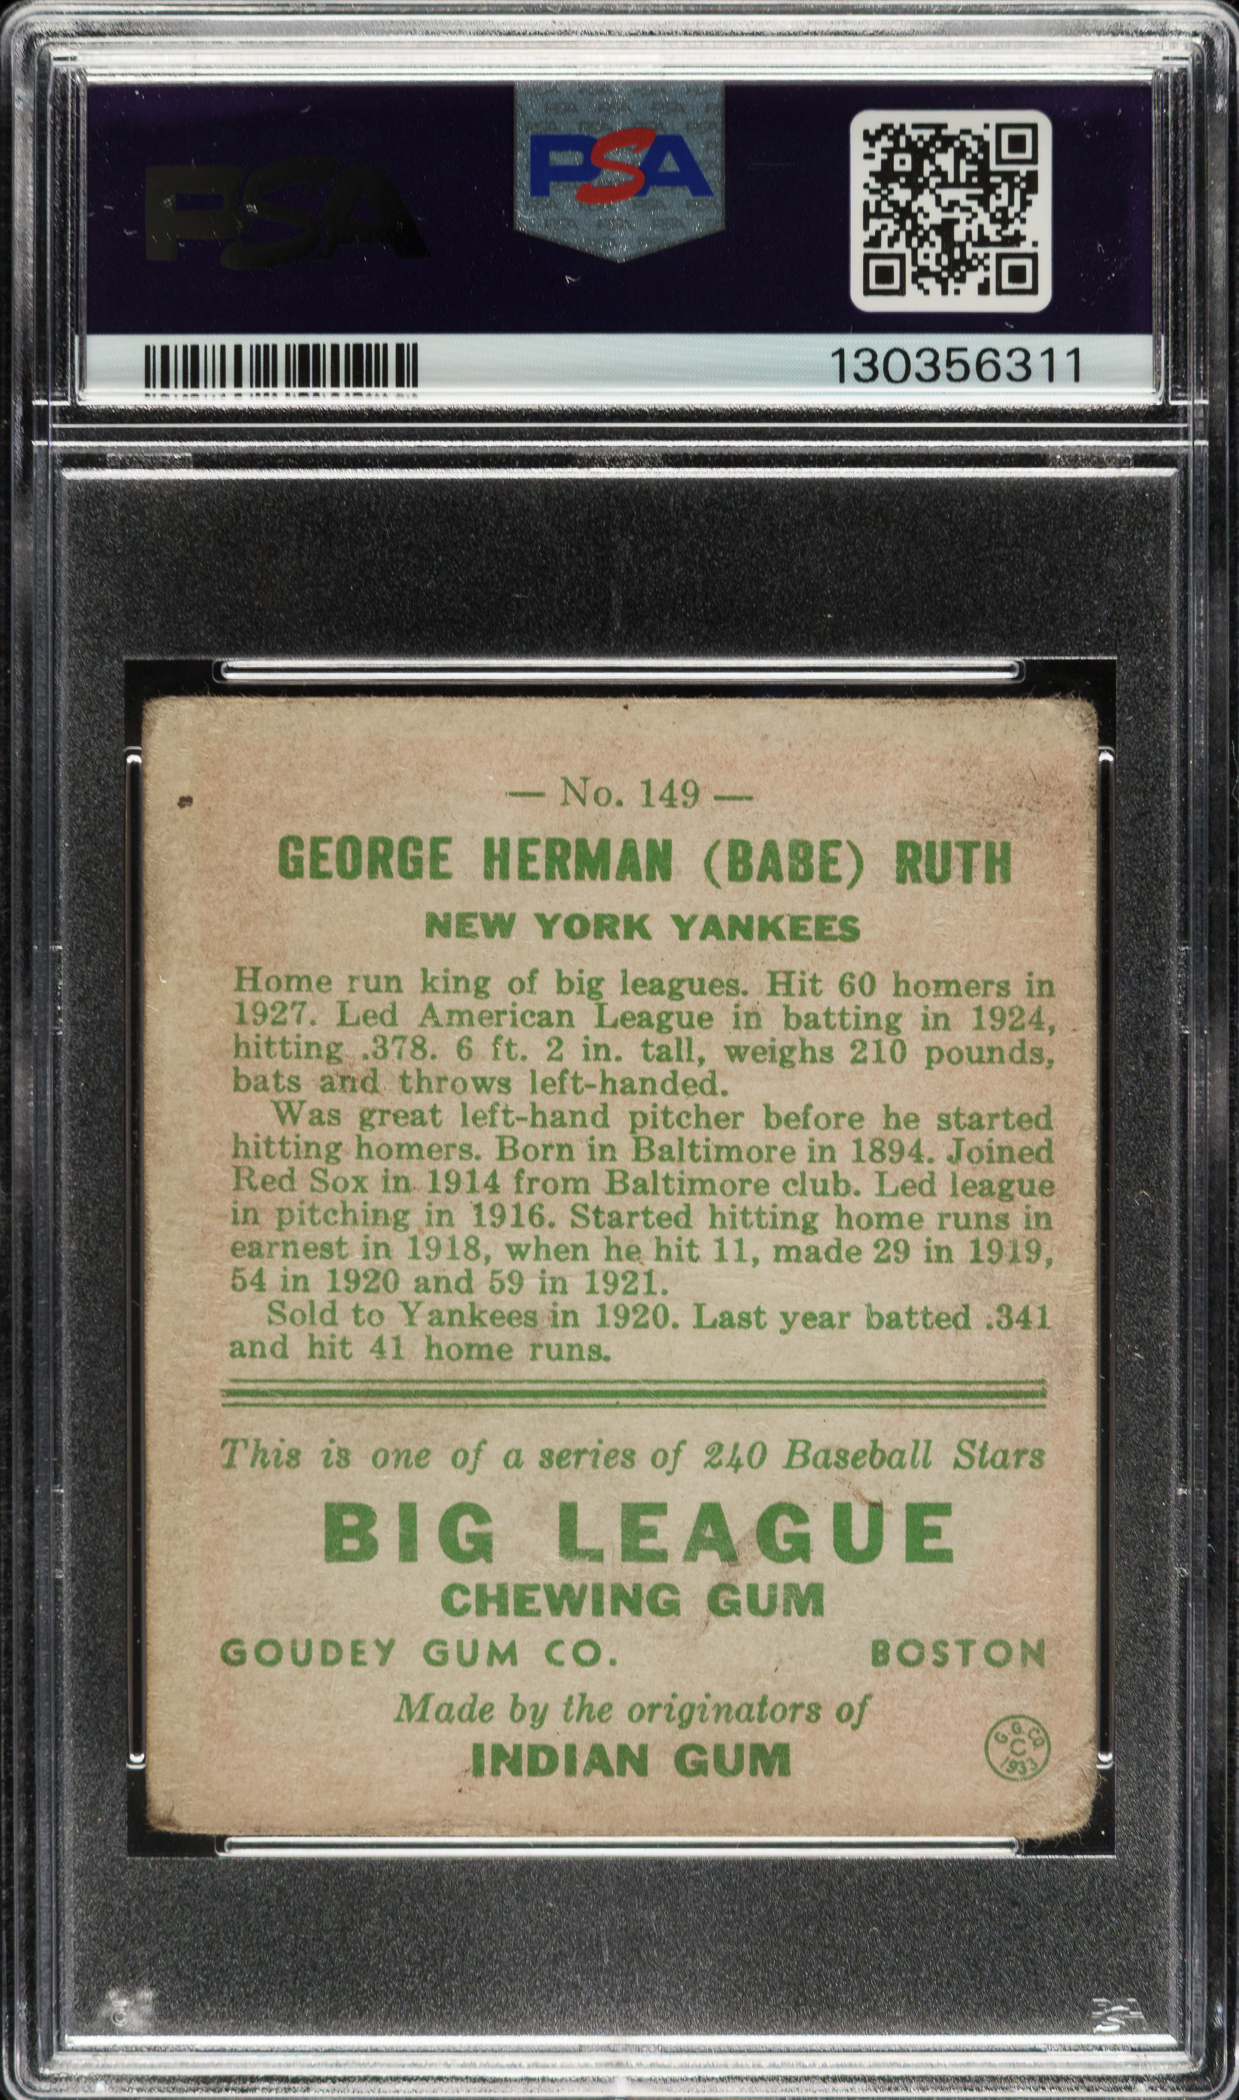 PSA
PSA
130356311
— No. 149 —
GEORGE HERMAN (BABE) RUTH
NEW YORK YANKEES
Home run king of big leagues. Hit 60 homers in
1927. Led American League in batting in 1924,
hitting .378. 6 ft. 2 in. tall, weighs 210 pounds,
bats and throws left-handed.
Was great left-hand pitcher before he started
hitting homers. Born in Baltimore in 1894. Joined
Red Sox in 1914 from Baltimore club. Led league
in pitching in 1916. Started hitting home runs in
earnest in 1918, when he hit 11, made 29 in 1919,
54 in 1920 and 59 in 1921.
Sold to Yankees in 1920. Last year batted .341
and hit 41 home runs.
This is one of a series of 240 Baseball Stars
BIG LEAGUE
CHEWING GUM
GOUDEY GUM CO. BOSTON
Made by the originators of
INDIAN GUM
G.G.CO.
C
1933